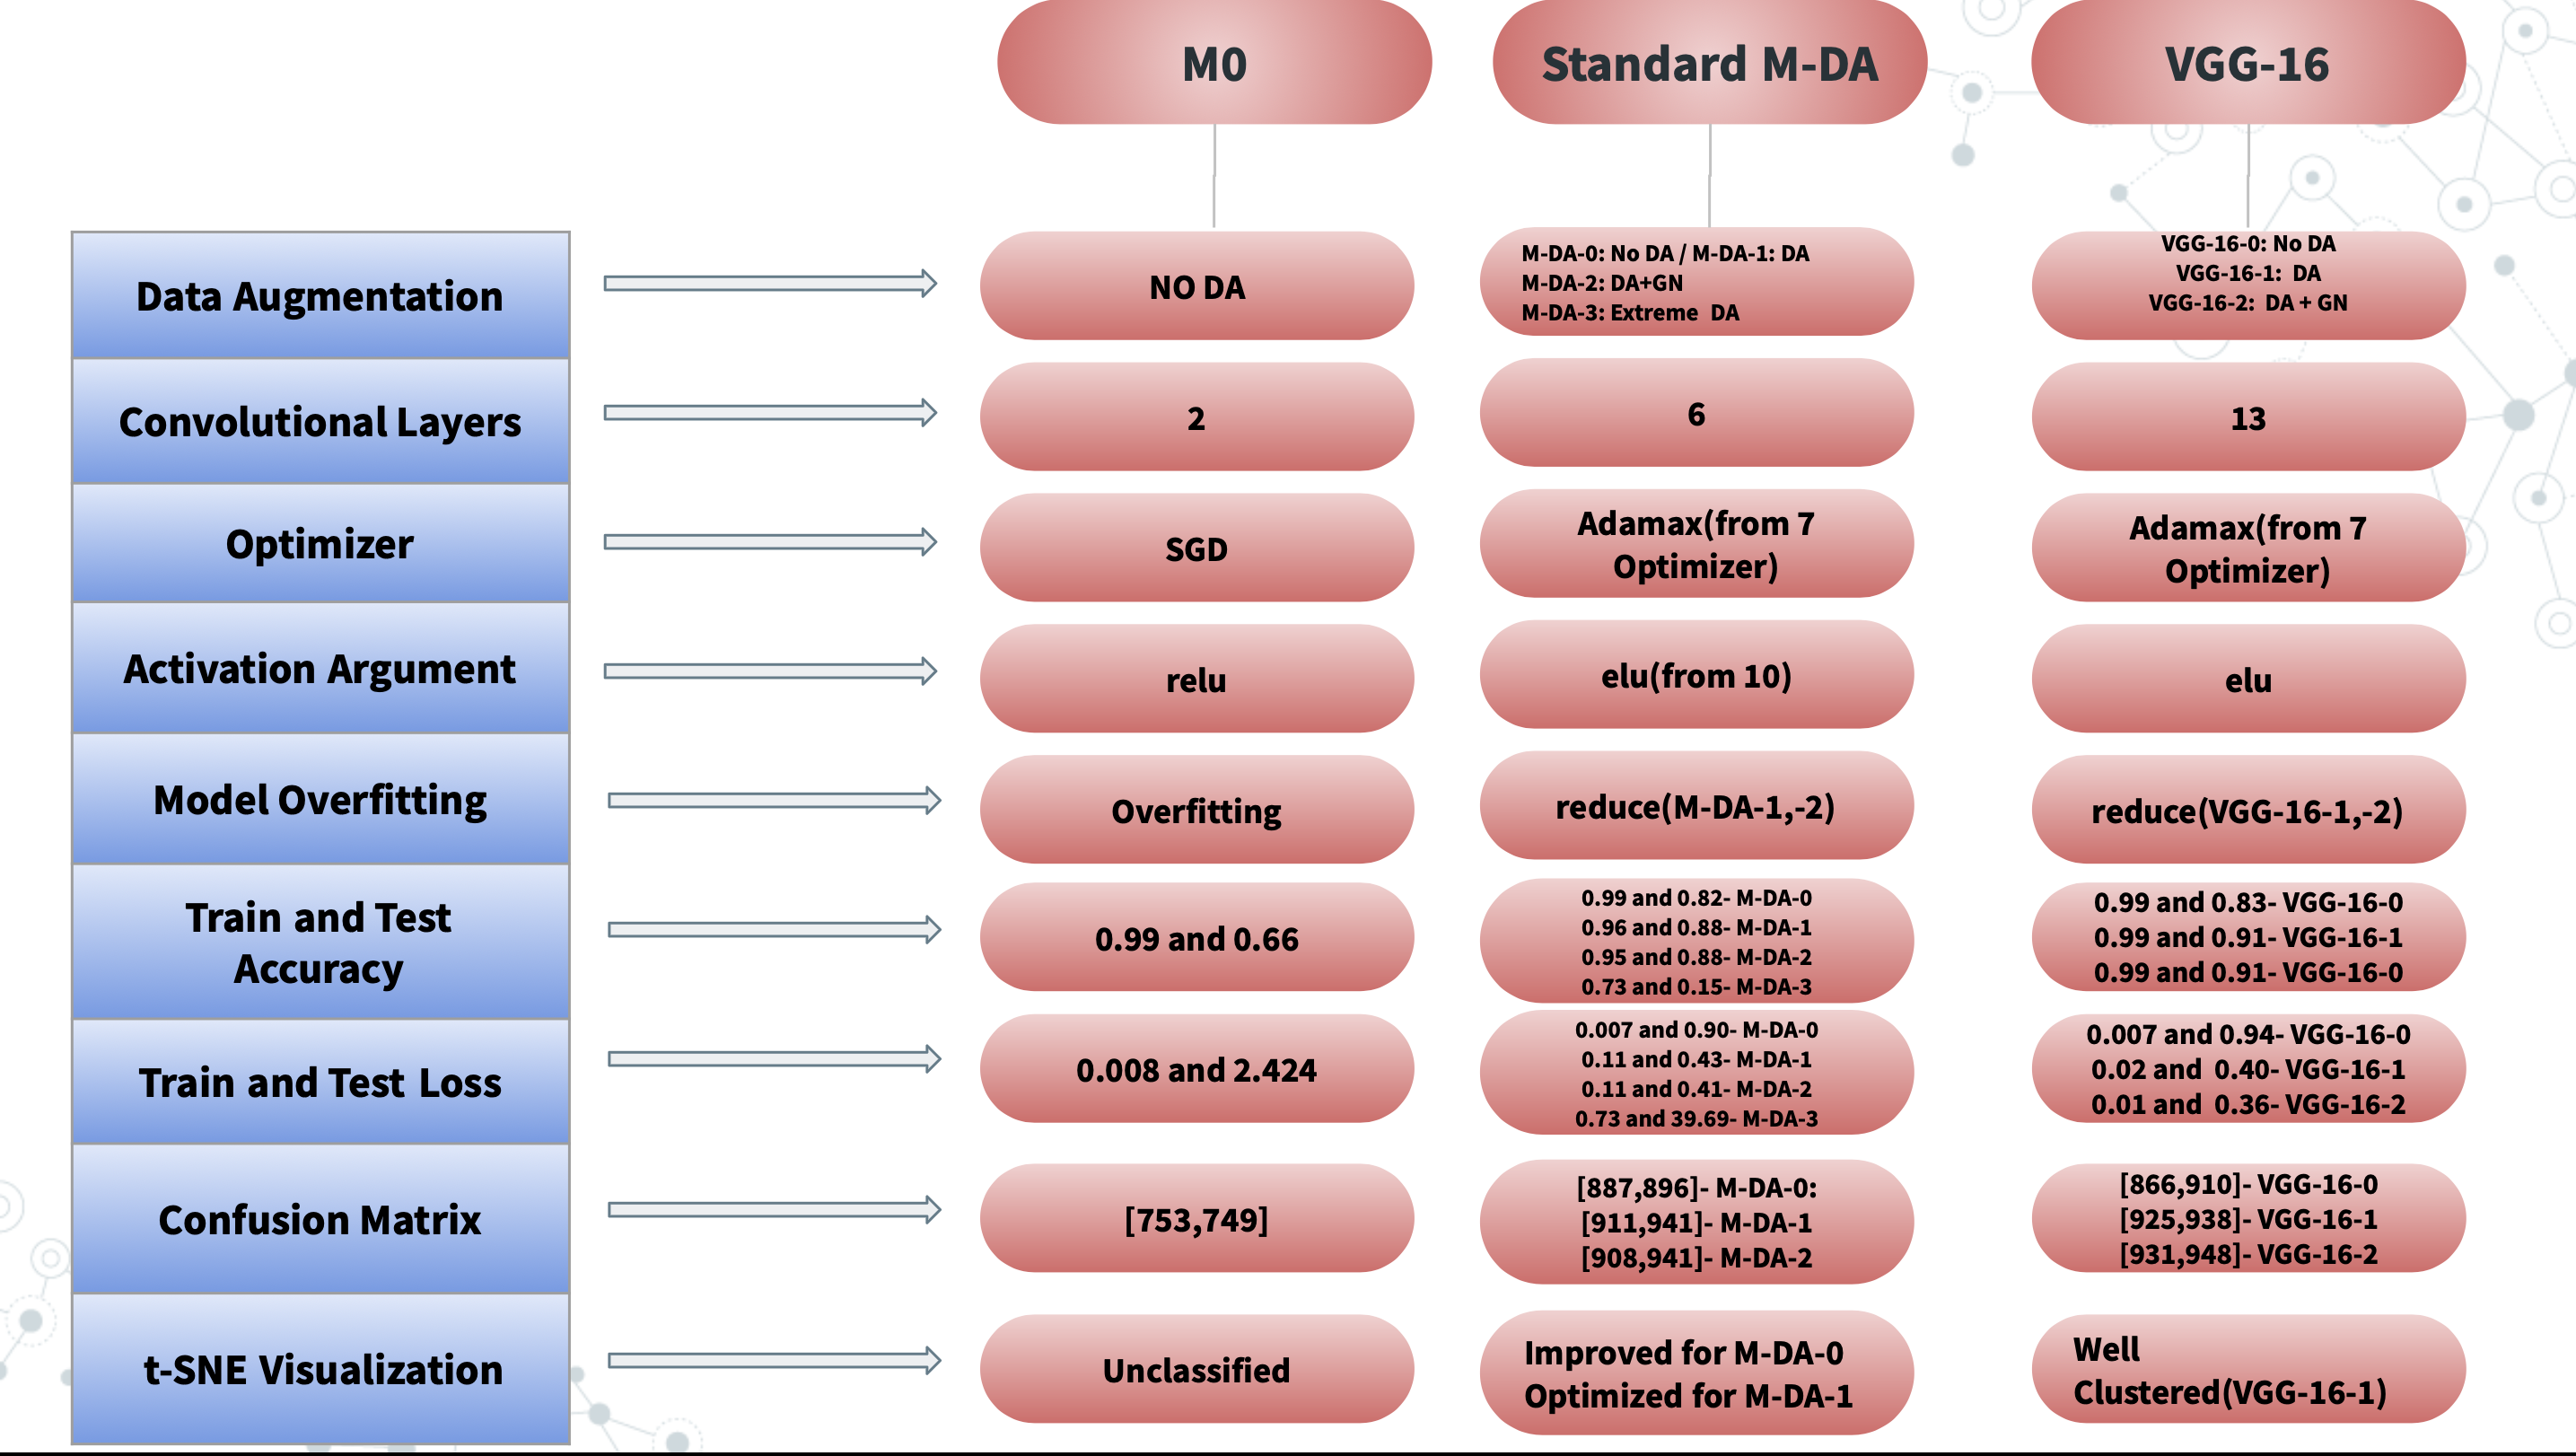 M0
Standard M-DA
VGG-16
Data Augmentation
NO DA
M-DA-0: No DA / M-DA-1: DA
M-DA-2: DA+GN
M-DA-3: Extreme DA
VGG-16-0: No DA
VGG-16-1: DA
VGG-16-2: DA + GN
Convolutional Layers
2
6
13
Optimizer
SGD
Adamax(from 7
Optimizer)
Adamax(from 7
Optimizer)
Activation Argument
relu
elu(from 10)
elu
Model Overfitting
Overfitting
reduce(M-DA-1,-2)
reduce(VGG-16-1,-2)
Train and Test
Accuracy
0.99 and 0.66
0.99 and 0.82- M-DA-0
0.96 and 0.88- M-DA-1
0.95 and 0.88- M-DA-2
0.73 and 0.15- M-DA-3
0.99 and 0.83- VGG-16-0
0.99 and 0.91- VGG-16-1
0.99 and 0.91- VGG-16-0
Train and Test Loss
0.008 and 2.424
0.007 and 0.90- M-DA-0
0.11 and 0.43- M-DA-1
0.11 and 0.41- M-DA-2
0.73 and 39.69- M-DA-3
0.007 and 0.94- VGG-16-0
0.02 and 0.40- VGG-16-1
0.01 and 0.36- VGG-16-2
Confusion Matrix
[753,749]
[887,896]- M-DA-0:
[911,941]- M-DA-1
[908,941]- M-DA-2
[866,910]- VGG-16-0
[925,938]- VGG-16-1
[931,948]- VGG-16-2
t-SNE Visualization
Unclassified
Improved for M-DA-0
Optimized for M-DA-1
Well
Clustered(VGG-16-1)